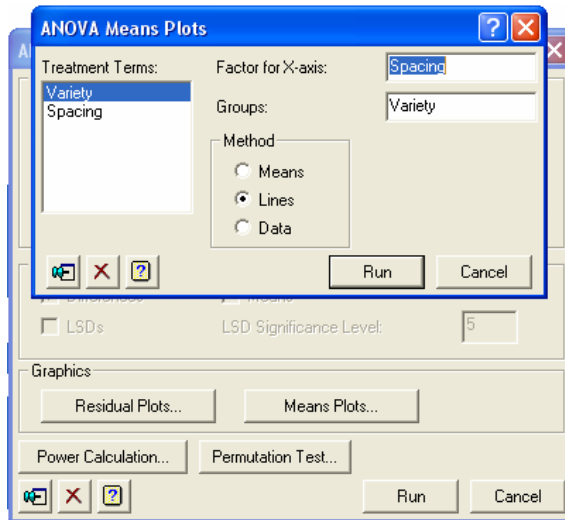 ANOVA Means Plots
Treatment Terms:
Variety
Spacing
Factor for X-axis:
Spacing
Groups:
Variety
Method
Means
Lines
Data
Run
Cancel
LSDs
LSD Significance Level:
5
Graphics
Residual Plots...
Means Plots...
Power Calculation...
Permutation Test...
Run
Cancel